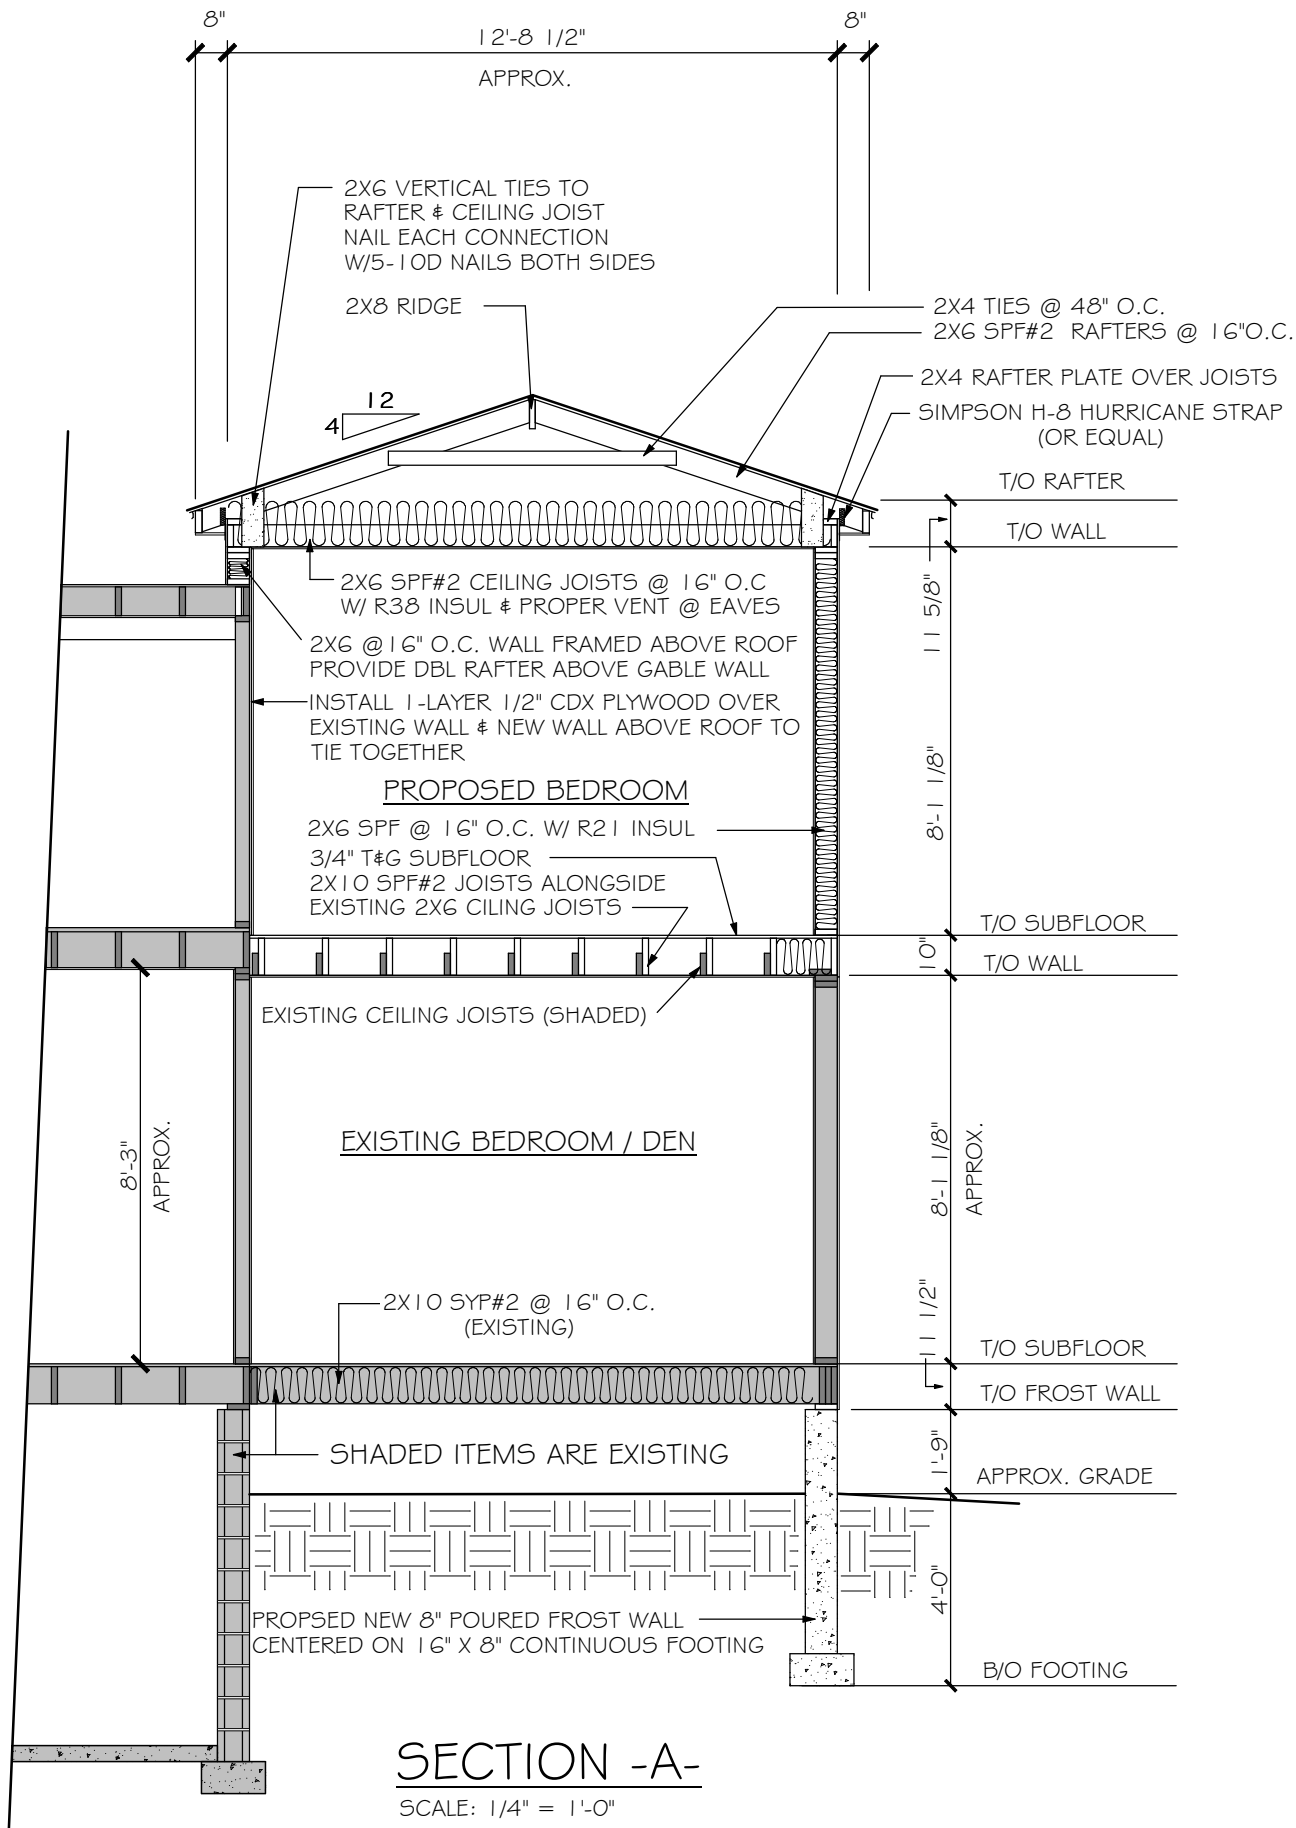 8"
12'-8 1/2"
8"
APPROX.
2X6 VERTICAL TIES TO
RAFTER & CEILING JOIST
NAIL EACH CONNECTION
W/5-10D NAILS BOTH SIDES
2X8 RIDGE
2X4 TIES @ 48" O.C.
2X6 SPF#2 RAFTERS @ 16"O.C.
2X4 RAFTER PLATE OVER JOISTS
SIMPSON H-8 HURRICANE STRAP
(OR EQUAL)
12
4
T/O RAFTER
T/O WALL
11 5/8"
2X6 SPF#2 CEILING JOISTS @ 16" O.C
W/ R38 INSUL & PROPER VENT @ EAVES
2X6 @16" O.C. WALL FRAMED ABOVE ROOF
PROVIDE DBL RAFTER ABOVE GABLE WALL
INSTALL 1-LAYER 1/2" CDX PLYWOOD OVER
EXISTING WALL & NEW WALL ABOVE ROOF TO
TIE TOGETHER
8'-1 1/8"
PROPOSED BEDROOM
2X6 SPF @ 16" O.C. W/ R21 INSUL
3/4" T&G SUBFLOOR
2X10 SPF#2 JOISTS ALONGSIDE
EXISTING 2X6 CILING JOISTS
T/O SUBFLOOR
10"
T/O WALL
EXISTING CEILING JOISTS (SHADED)
8'-3"
APPROX.
EXISTING BEDROOM / DEN
8'-1 1/8"
APPROX.
2X10 SYP#2 @ 16" O.C.
(EXISTING)
11 1/2"
T/O SUBFLOOR
T/O FROST WALL
SHADED ITEMS ARE EXISTING
1'-9"
APPROX. GRADE
4'-0"
PROPSED NEW 8" POURED FROST WALL
CENTERED ON 16" X 8" CONTINUOUS FOOTING
B/O FOOTING
SECTION -A-
SCALE: 1/4" = 1'-0"